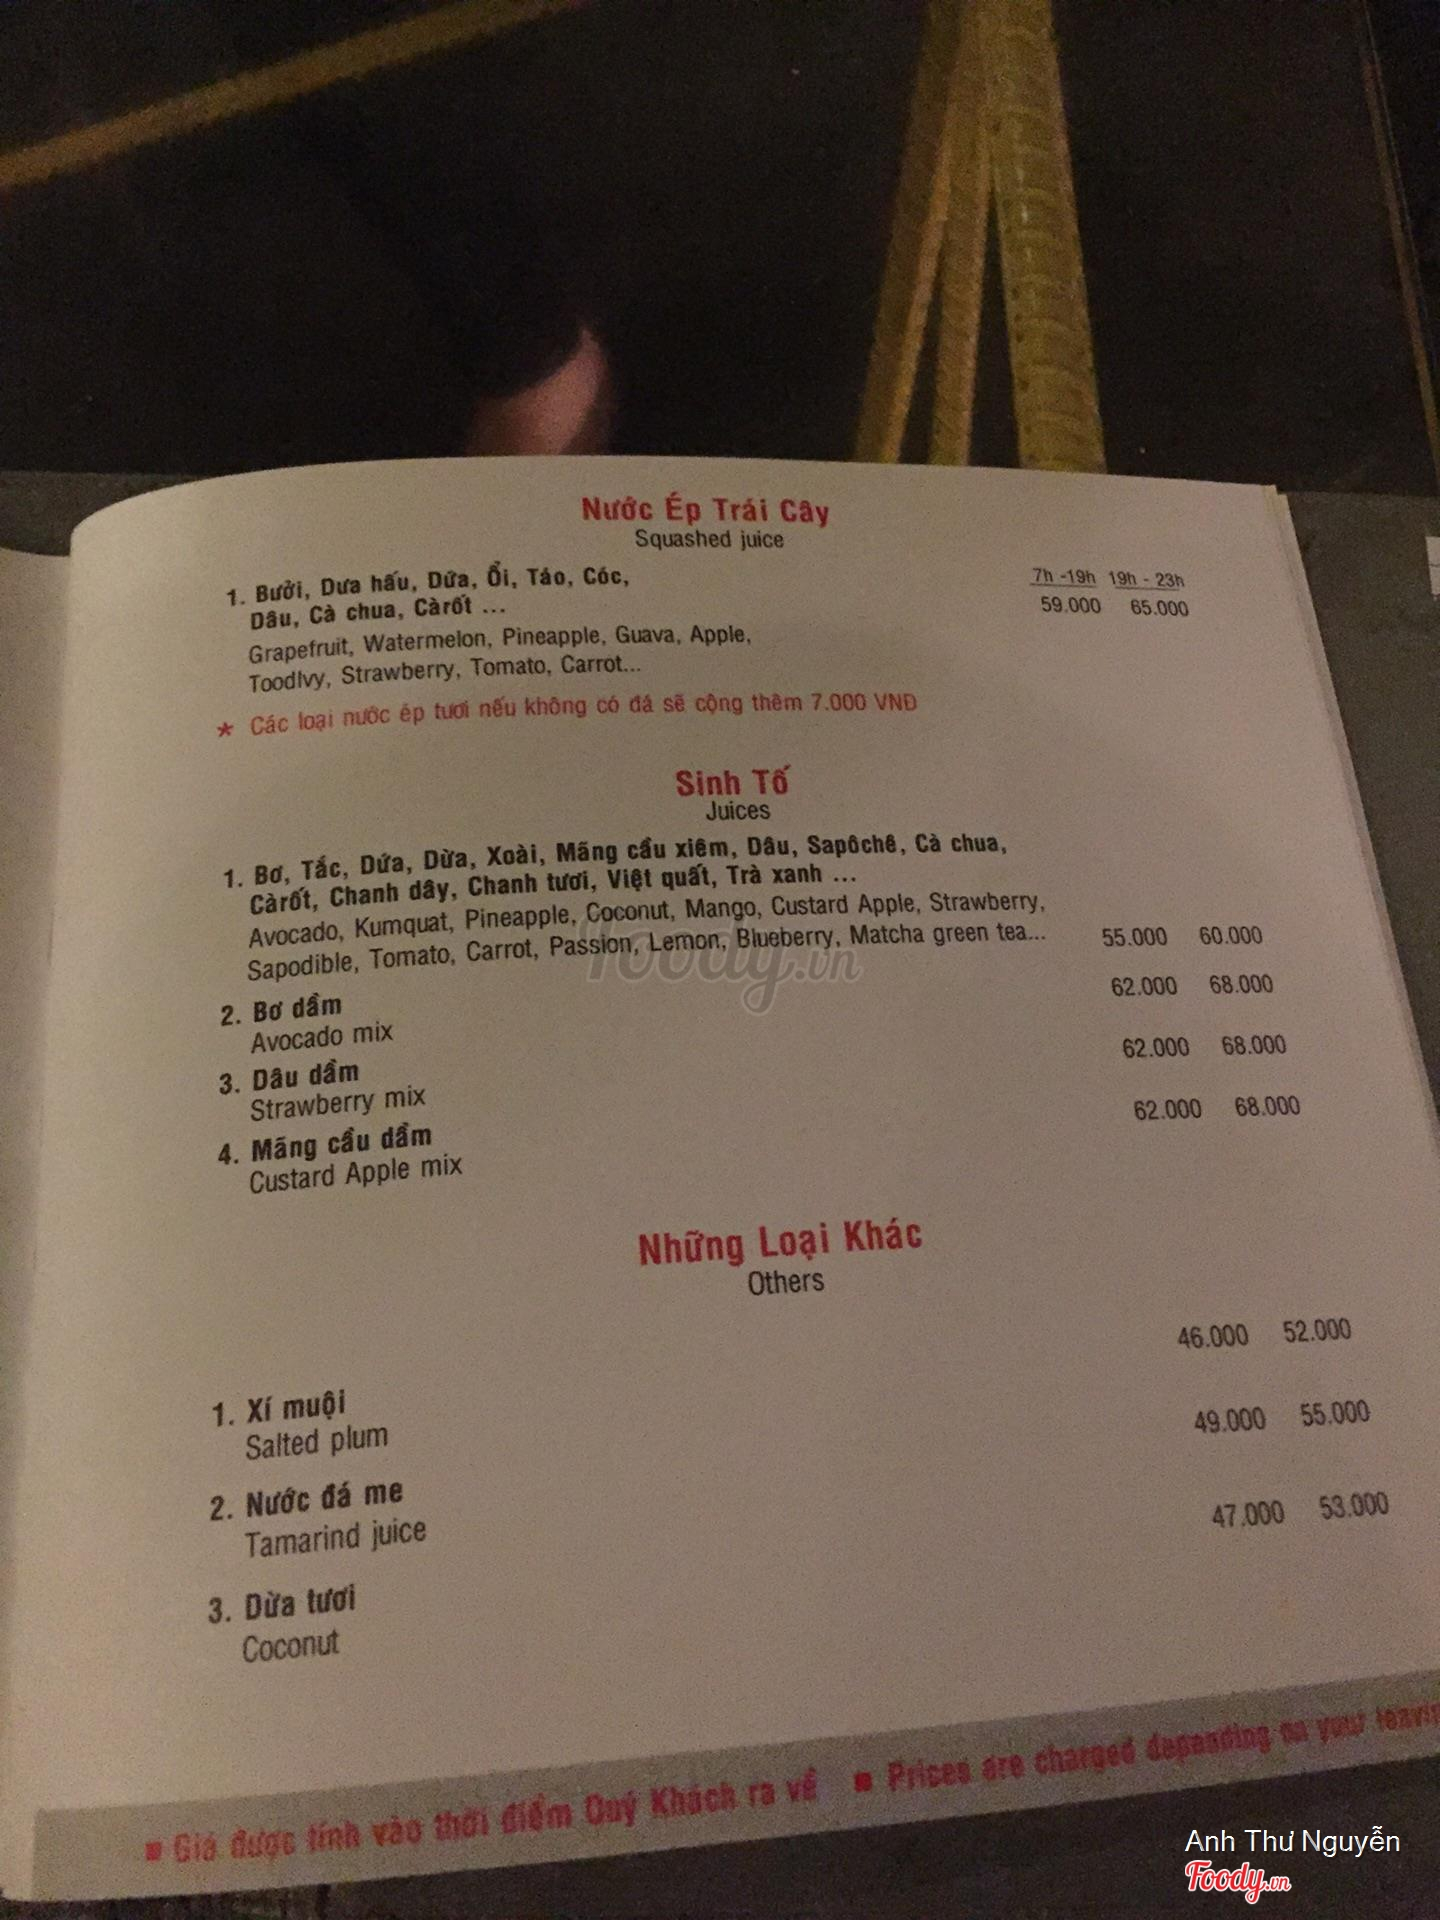 Nước Ép Trái Cây
Squashed juice
7h -19h 19h - 23h
1. Bưởi, Dưa hấu, Dứa, Ổi, Táo, Cóc,
Dâu, Cà chua, Càrốt ...
59.000 65.000
Grapefruit, Watermelon, Pineapple, Guava, Apple,
Toodlvy, Strawberry, Tomato, Carrot...
* Các loại nước ép tươi nếu không có đá sẽ cộng thêm 7.000 VNĐ
Sinh Tố
Juices
1. Bơ, Tắc, Dứa, Dừa, Xoài, Mãng cầu xiêm, Dâu, Sapôchê, Cà chua,
Càrốt, Chanh dây, Chanh tươi, Việt quất, Trà xanh ...
Avocado, Kumquat, Pineapple, Coconut, Mango, Custard Apple, Strawberry,
Sapodible, Tomato, Carrot, Passion, Lemon, Blueberry, Matcha green tea...
55.000 60.000
2. Bơ dầm
62.000 68.000
Avocado mix
3. Dâu dầm
62.000 68.000
Strawberry mix
4. Mãng cầu dầm
62.000 68.000
Custard Apple mix
Những Loại Khác
Others
46.000 52.000
1. Xí muội
Salted plum
49.000 55.000
2. Nước đá me
Tamarind juice
47.000 53.000
3. Dừa tươi
Coconut
■ Giá được tính vào thời điểm Quý Khách ra về ■ Prices are charged depending on your
foody.vn
Anh Thư Nguyễn
Foody.vn